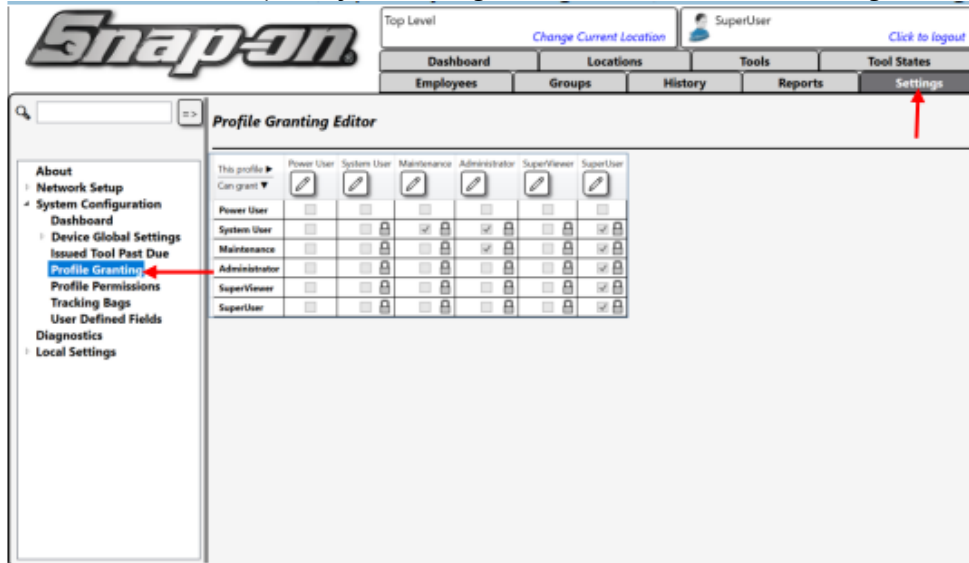 Snap-on
Top Level
Change Current Location
SuperUser
Click to logout
Dashboard
Locations
Tools
Tool States
Employees
Groups
History
Reports
Settings
=>
Profile Granting Editor
About
Network Setup
System Configuration
Dashboard
Device Global Settings
Issued Tool Past Due
Profile Granting
Profile Permissions
Tracking Bags
User Defined Fields
Diagnostics
Local Settings
This profile ▶ Power User System User Maintenance Administrator SuperViewer SuperUser
Can grant ▼
Power User
System User
Maintenance
Administrator
SuperViewer
SuperUser